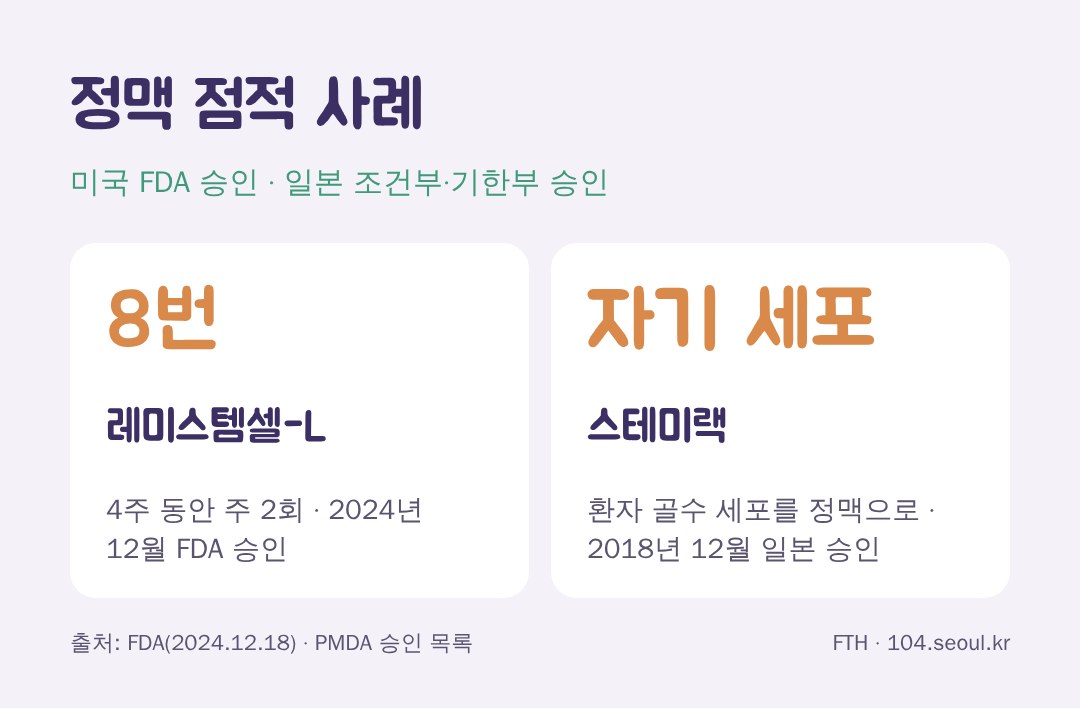 정맥 점적 사례
미국 FDA 승인 · 일본 조건부·기한부 승인
8번
레미스템셀-L
4주 동안 주 2회 · 2024년
12월 FDA 승인
자기 세포
스테미랙
환자 골수 세포를 정맥으로 ·
2018년 12월 일본 승인
출처: FDA(2024.12.18) · PMDA 승인 목록
FTH · 104.seoul.kr